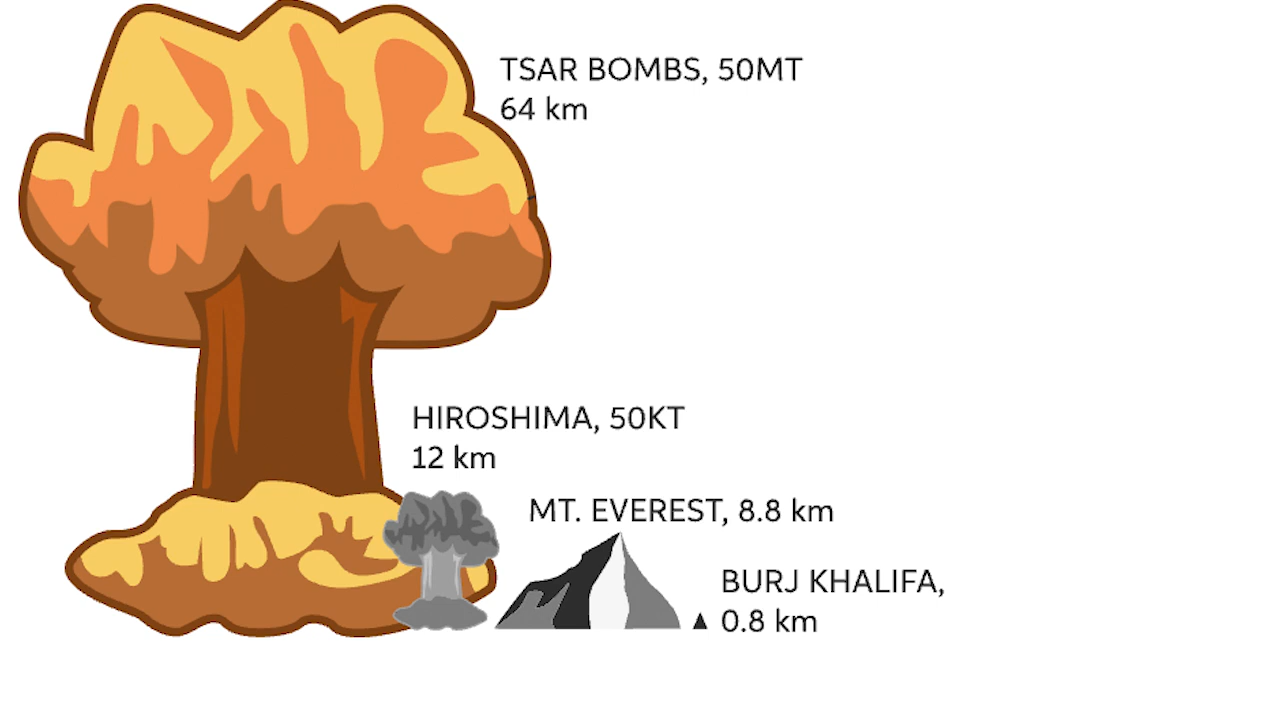 TSAR BOMBS, 50MT
64 km
HIROSHIMA, 50KT
12 km
MT. EVEREST, 8.8 km
BURJ KHALIFA,
0.8 km